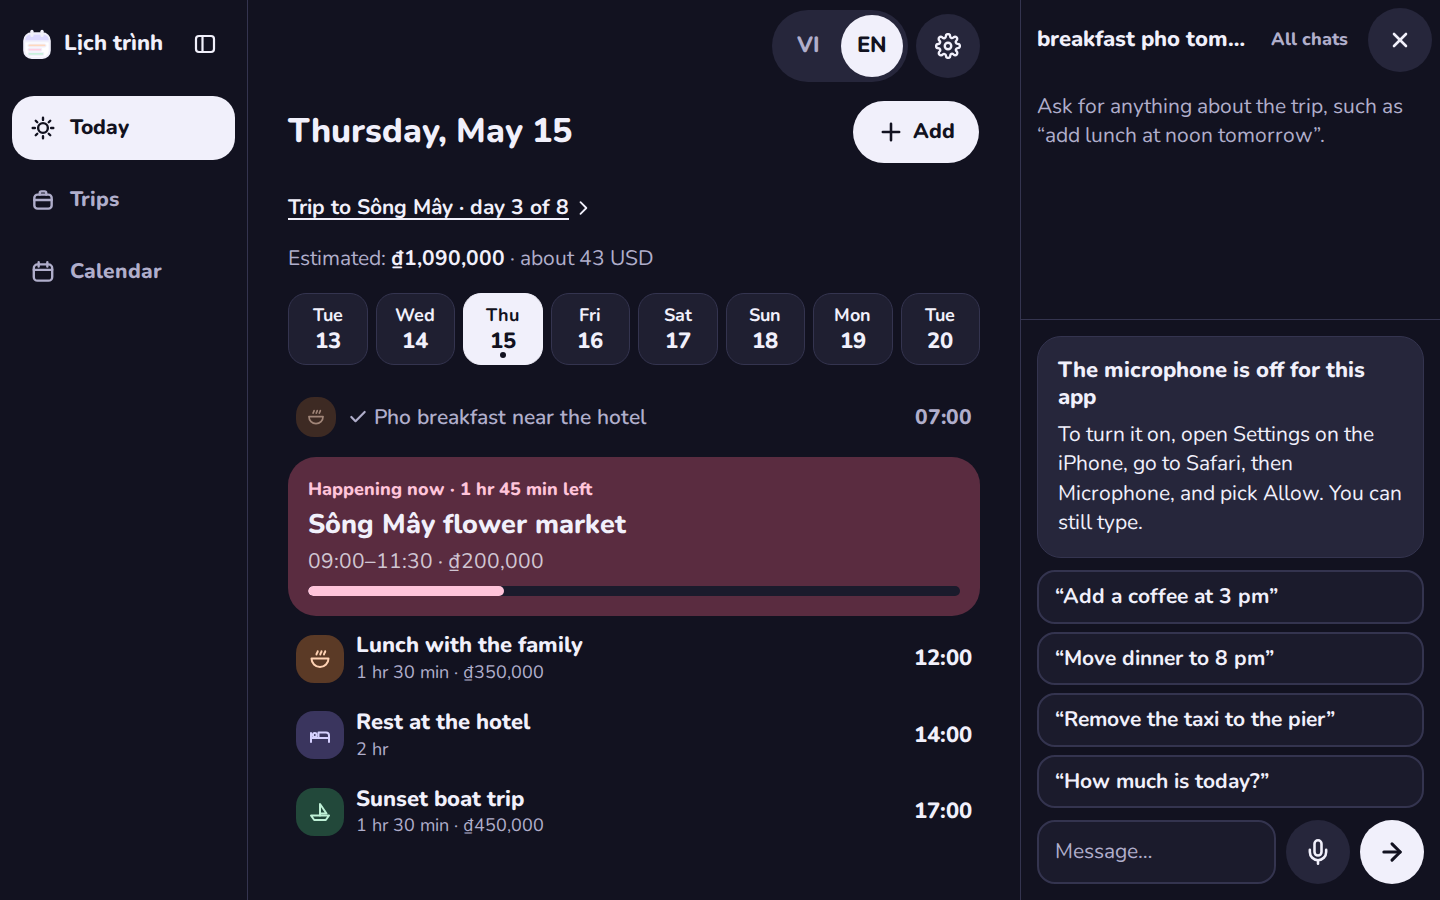 Lịch trình
Today
Trips
Calendar
VI
EN
Thursday, May 15
Add
Trip to Sông Mây · day 3 of 8
Estimated: ₫1,090,000 · about 43 USD
Tue
13
Wed
14
Thu
15
Fri
16
Sat
17
Sun
18
Mon
19
Tue
20
Pho breakfast near the hotel
07:00
Happening now · 1 hr 45 min left
Sông Mây flower market
09:00–11:30 · ₫200,000
Lunch with the family
1 hr 30 min · ₫350,000
12:00
Rest at the hotel
2 hr
14:00
Sunset boat trip
1 hr 30 min · ₫450,000
17:00
breakfast pho tom...
All chats
Ask for anything about the trip, such as
“add lunch at noon tomorrow”.
The microphone is off for this
app
To turn it on, open Settings on the
iPhone, go to Safari, then
Microphone, and pick Allow. You can
still type.
“Add a coffee at 3 pm”
“Move dinner to 8 pm”
“Remove the taxi to the pier”
“How much is today?”
Message...